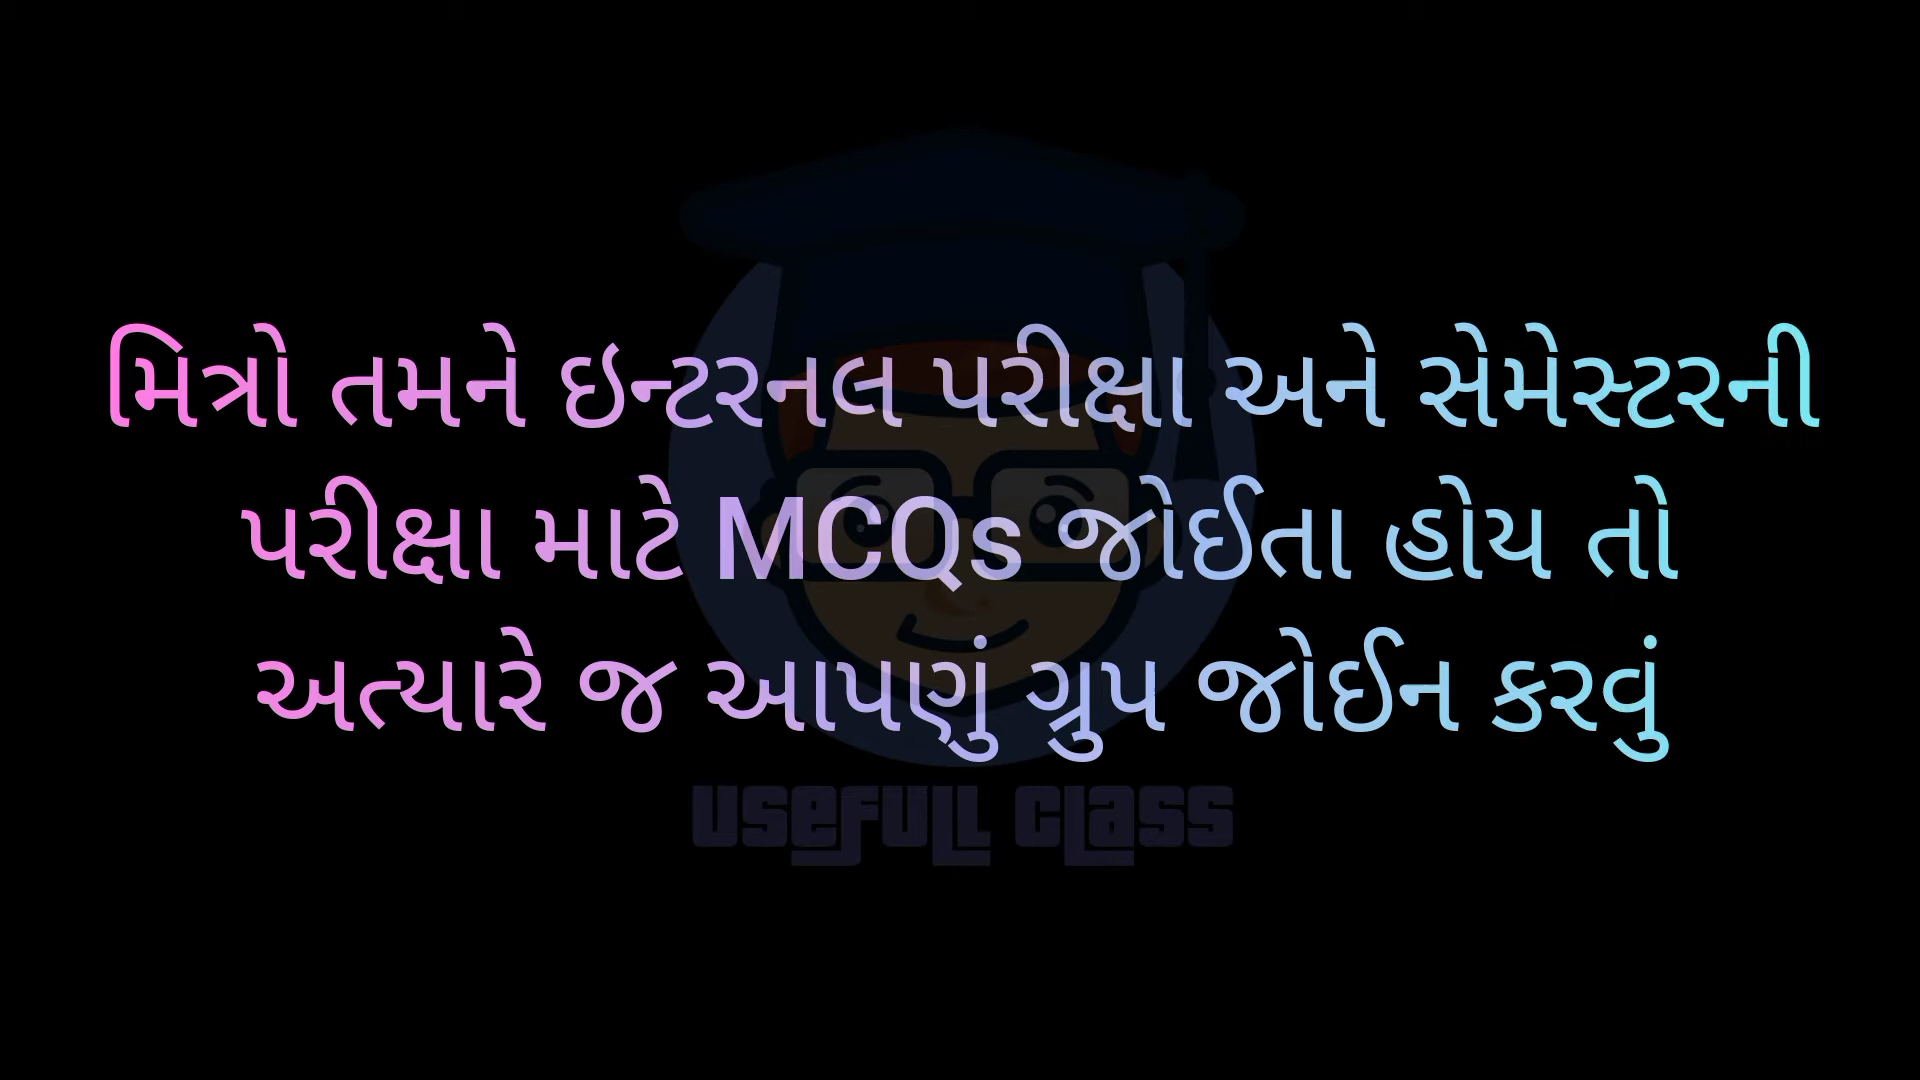 મિત્રો તમને ઇન્ટરનલ પરીક્ષા અને સેમેસ્ટરની
પરીક્ષા માટે MCQs જોઈતા હોય તો
અત્યારે જ આપણું ગ્રુપ જોઈન કરવું
USEFULL CLASS